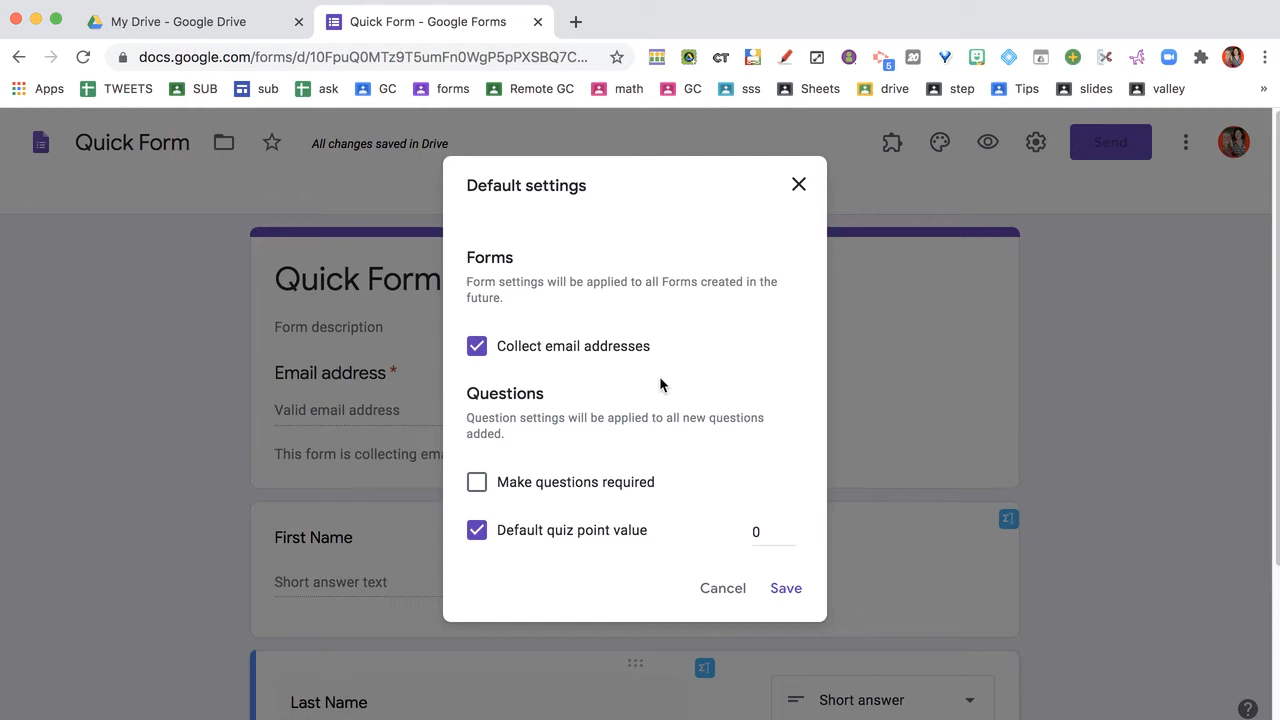 My Drive - Google Drive
Quick Form - Google Forms
docs.google.com/forms/d/10FpuQ0MTz9T5umFn0WgP5pPXSBQ7C...
CT
5
20
Apps
TWEETS
SUB
sub
ask
GC
forms
Remote GC
math
GC
sss
Sheets
drive
step
Tips
slides
valley
»
Quick Form
All changes saved in Drive
Send
Default settings
Forms
Form settings will be applied to all Forms created in the
future.
Collect email addresses
Questions
Question settings will be applied to all new questions
added.
Make questions required
Default quiz point value
0
Cancel
Save
Quick Form
Form description
Email address *
Valid email address
This form is collecting ema
First Name
Short answer text
Last Name
Short answer